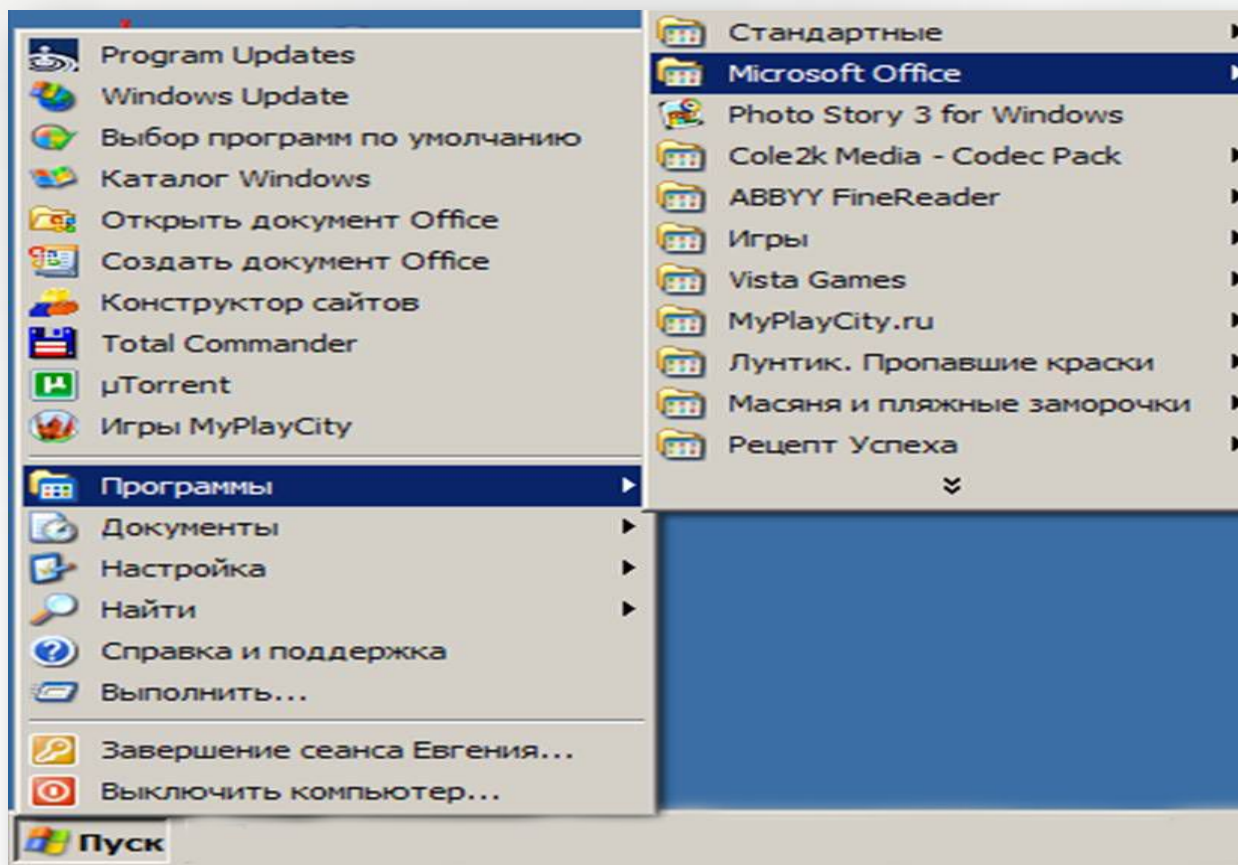 Program Updates
Windows Update
Выбор программ по умолчанию
Каталог Windows
Открыть документ Office
Создать документ Office
Конструктор сайтов
Total Commander
µTorrent
Игры MyPlayCity
Программы
Документы
Настройка
Найти
Справка и поддержка
Выполнить...
Завершение сеанса Евгения...
Выключить компьютер...
Пуск
Стандартные
Microsoft Office
Photo Story 3 for Windows
Cole2k Media - Codec Pack
ABBYY FineReader
Игры
Vista Games
MyPlayCity.ru
Лунтик. Пропавшие краски
Масяня и пляжные заморочки
Рецепт Успеха